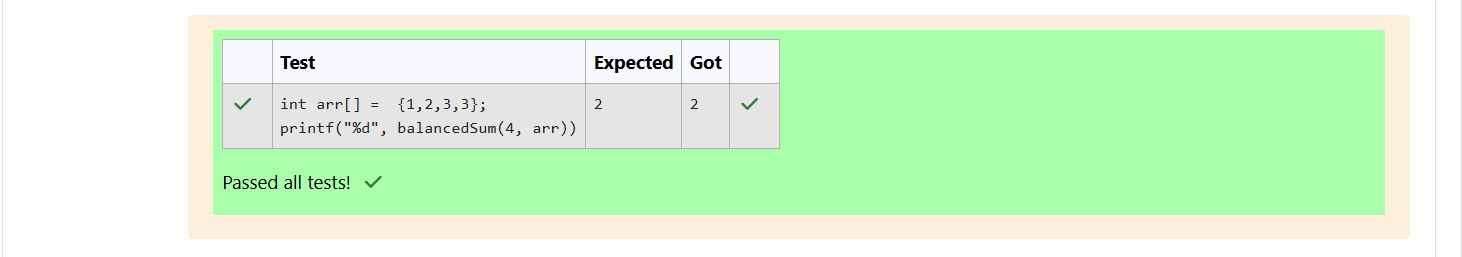 Test Expected Got
int arr[] =  {1,2,3,3}; 2 2
printf("%d", balancedSum(4, arr))
Passed all tests!